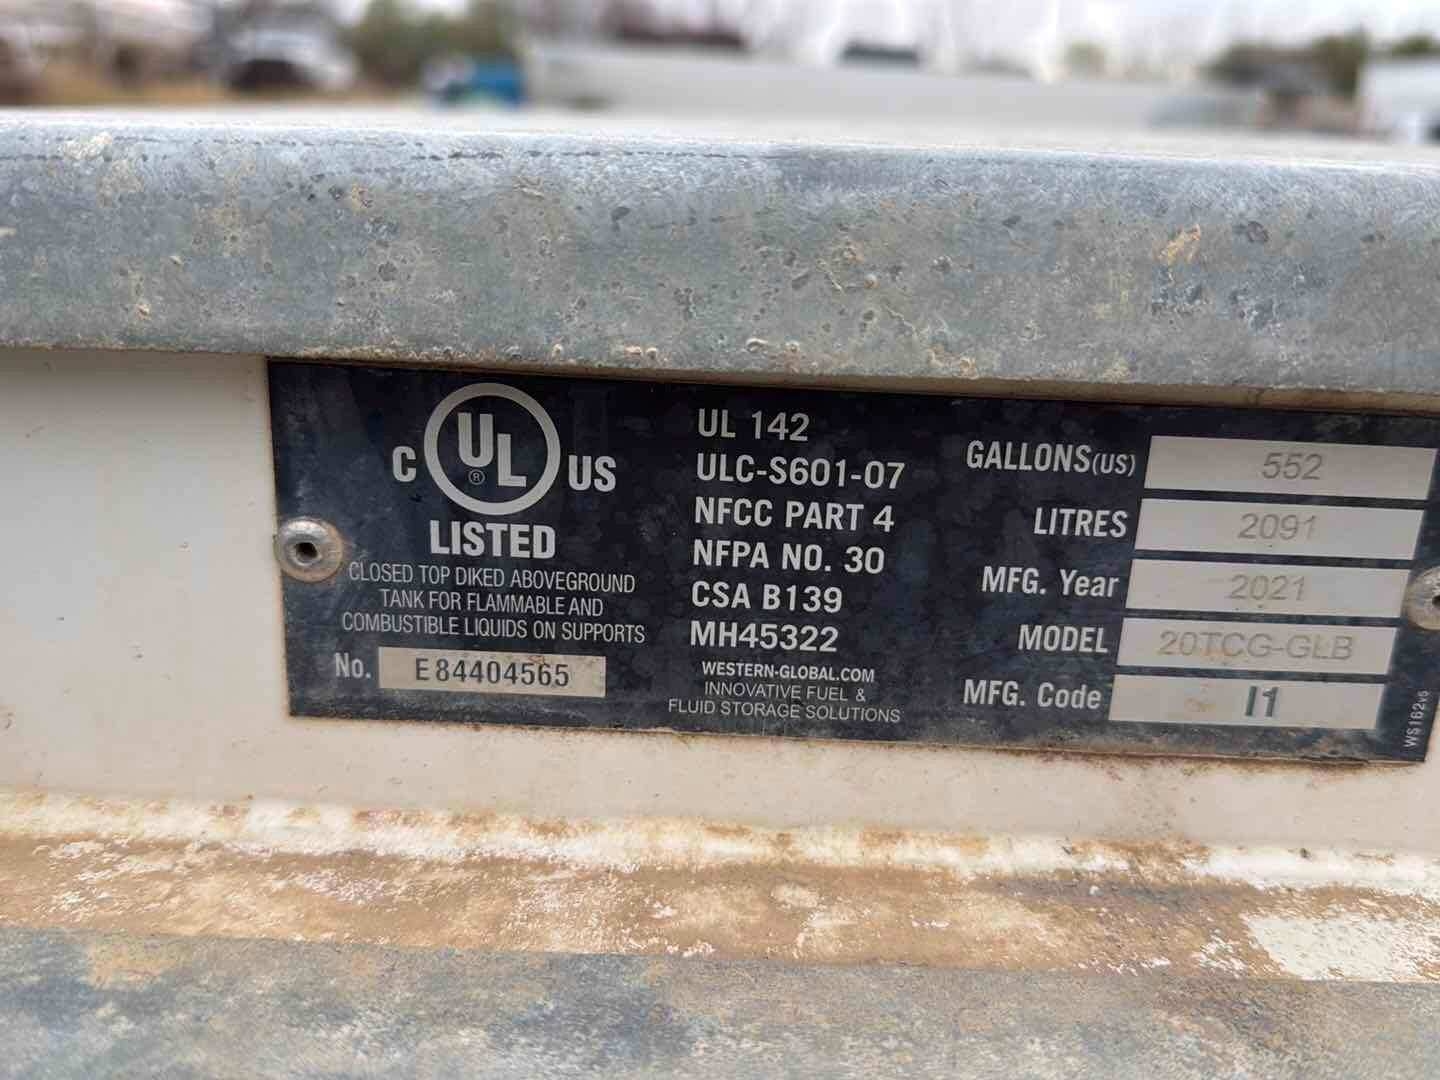 C UL ® US
LISTED
CLOSED TOP DIKED ABOVEGROUND
TANK FOR FLAMMABLE AND
COMBUSTIBLE LIQUIDS ON SUPPORTS
No. E 84404565
UL 142
ULC-S601-07
NFCC PART 4
NFPA NO. 30
CSA B139
MH45322
WESTERN-GLOBAL.COM
INNOVATIVE FUEL &
FLUID STORAGE SOLUTIONS
GALLONS(US) 552
LITRES 2091
MFG. Year 2021
MODEL 20TCG-GLB
MFG. Code I1
WS162v6